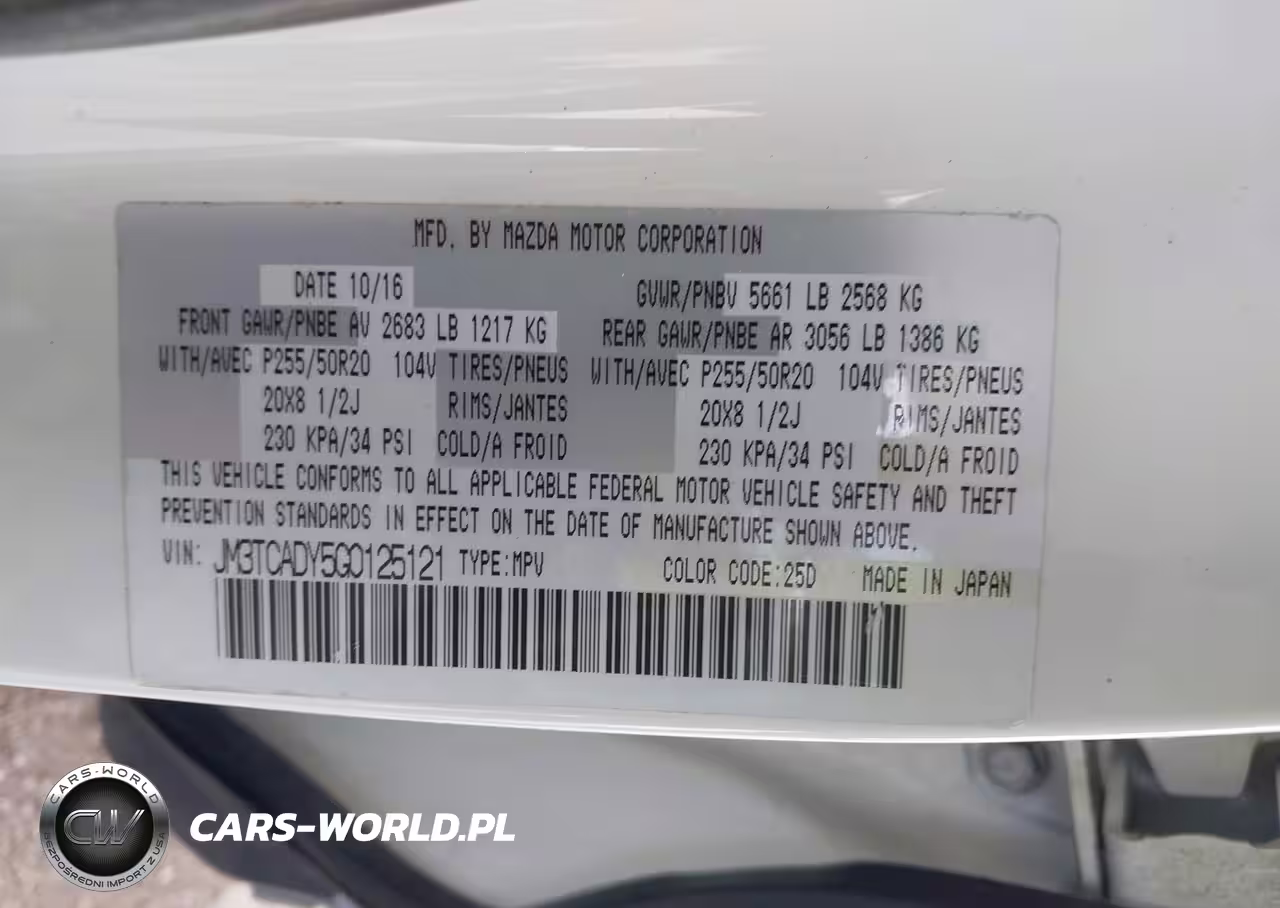 MFD. BY MAZDA MOTOR CORPORATION
DATE 10/16 GVWR/PNBV 5661 LB 2568 KG
FRONT GAWR/PNBE AV 2683 LB 1217 KG REAR GAWR/PNBE AR 3056 LB 1386 KG
WITH/AVEC P255/50R20 104V TIRES/PNEUS WITH/AVEC P255/50R20 104V TIRES/PNEUS
20X8 1/2J RIMS/JANTES 20X8 1/2J RIMS/JANTES
230 KPA/34 PSI COLD/A FROID 230 KPA/34 PSI COLD/A FROID
THIS VEHICLE CONFORMS TO ALL APPLICABLE FEDERAL MOTOR VEHICLE SAFETY AND THEFT
PREVENTION STANDARDS IN EFFECT ON THE DATE OF MANUFACTURE SHOWN ABOVE.
VIN: JM3TCADY5G0125121 TYPE:MPV COLOR CODE:25D MADE IN JAPAN
CARS-WORLD
CW
BEZPOŚREDNI IMPORT Z USA
CARS-WORLD.PL